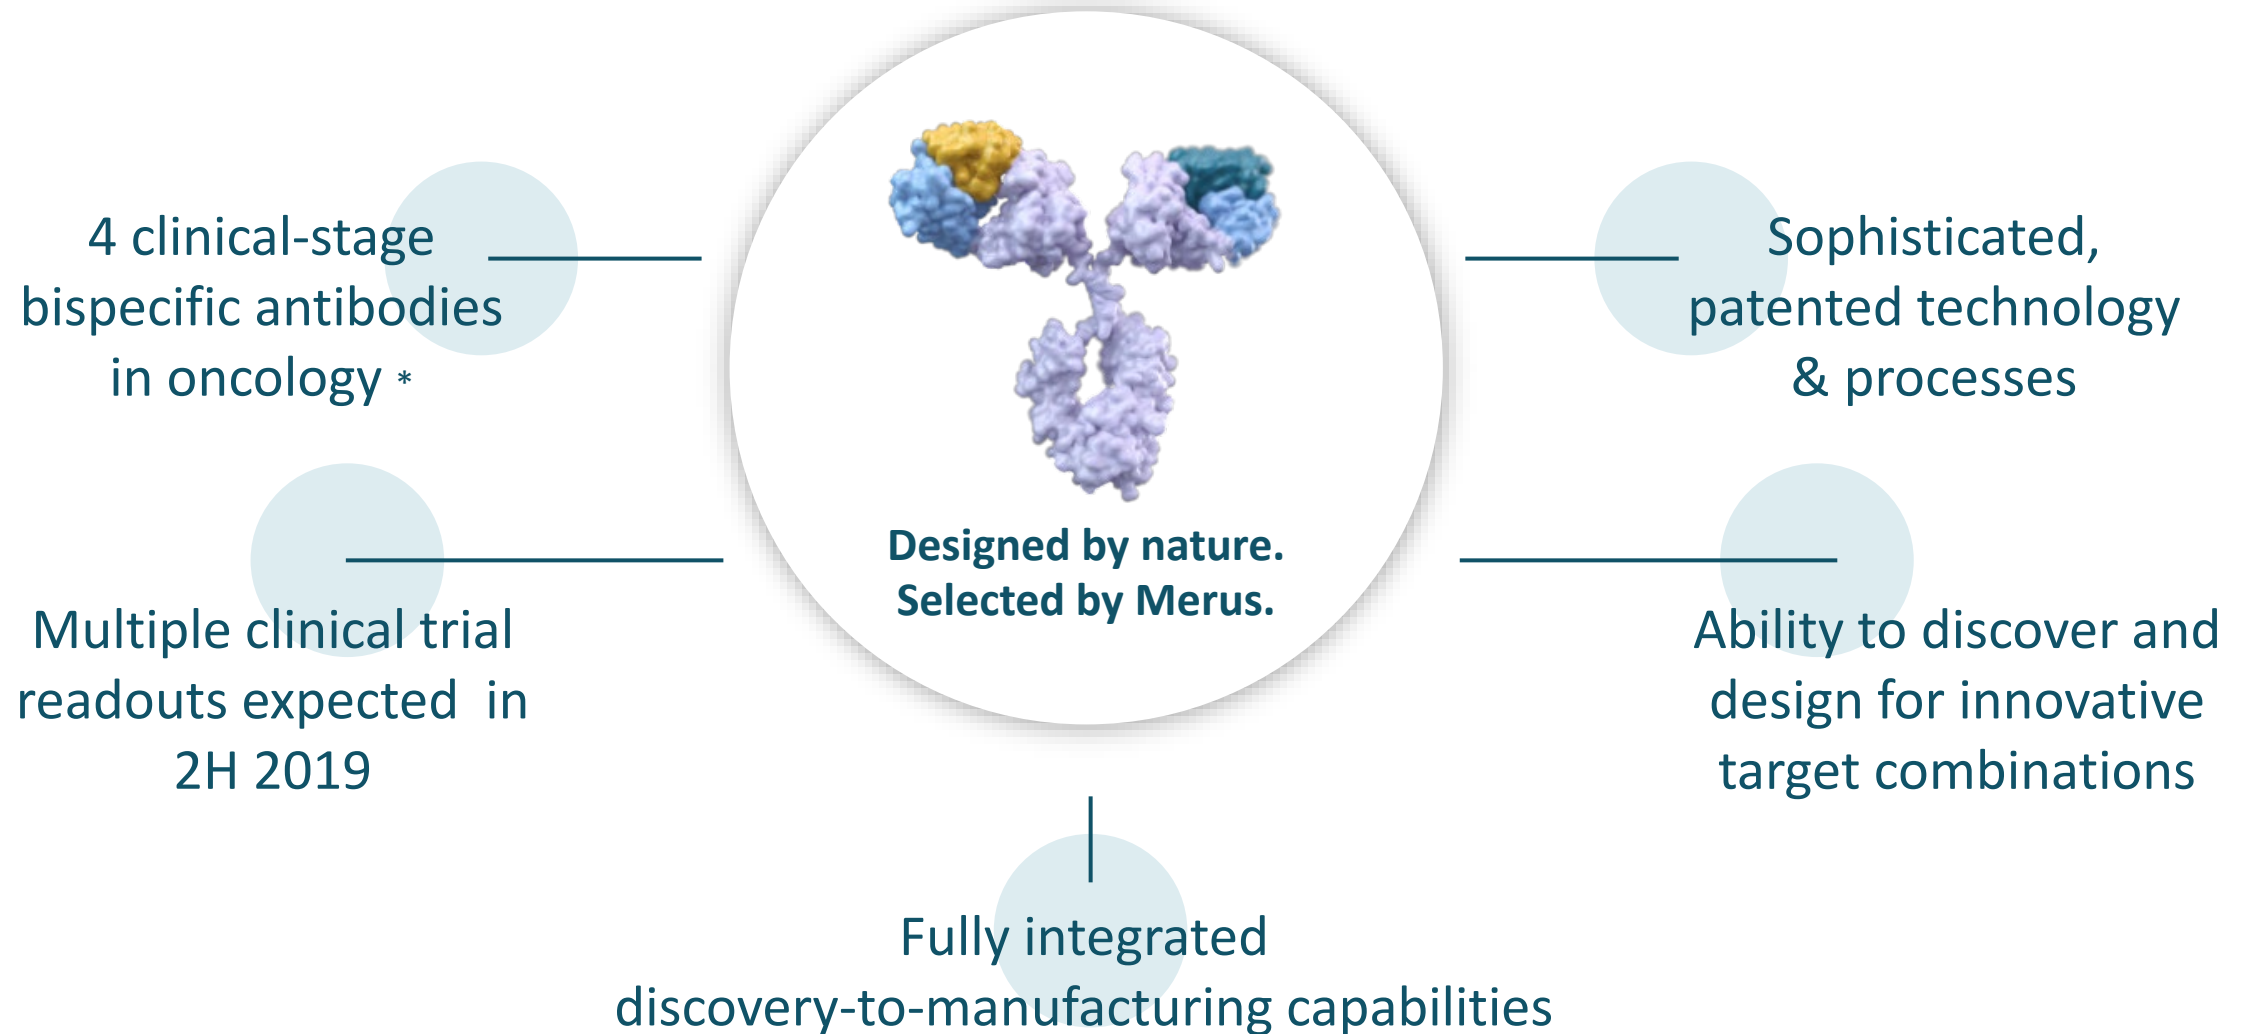 4 clinical-stage
bispecific antibodies
in oncology *
Multiple clinical trial
readouts expected  in
2H 2019
Designed by nature.
Selected by Merus.
Sophisticated,
patented technology
& processes
Ability to discover and
design for innovative
target combinations
Fully integrated
discovery-to-manufacturing capabilities